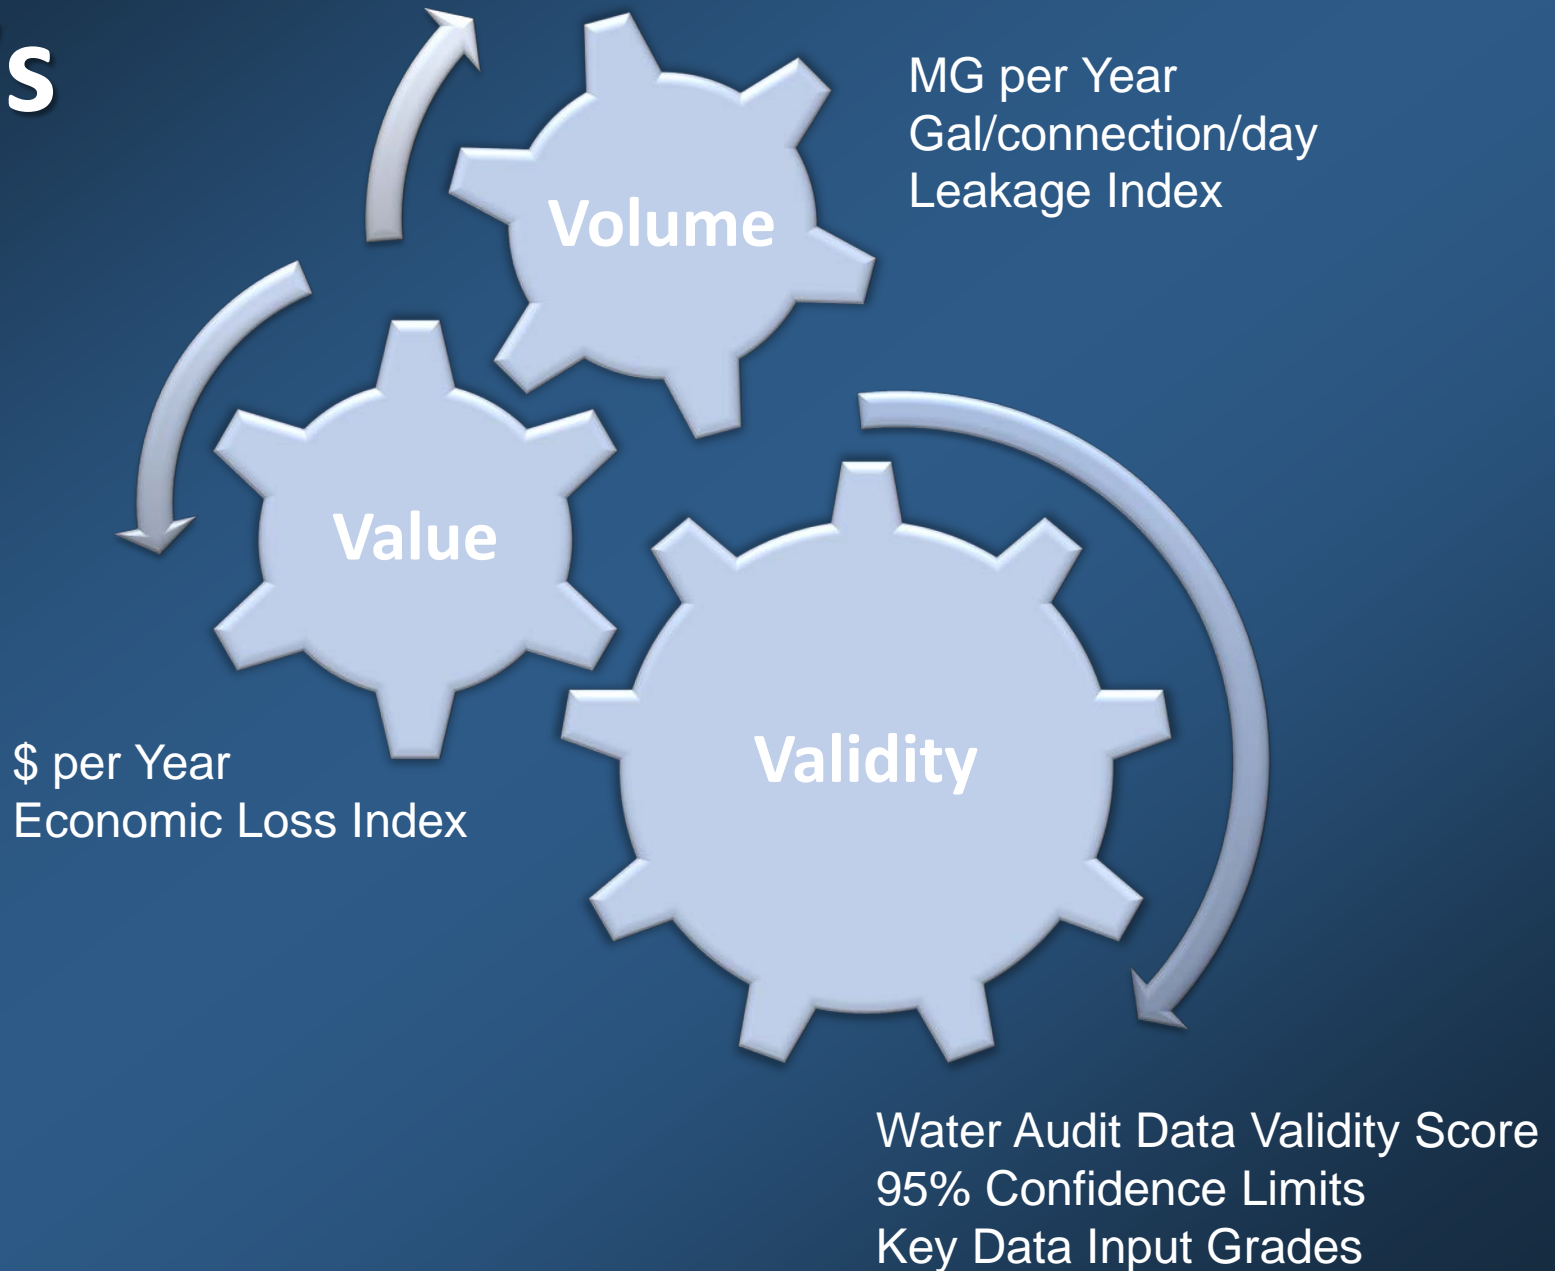 's
Volume
MG per Year
Gal/connection/day
Leakage Index
Value
$ per Year
Economic Loss Index
Validity
Water Audit Data Validity Score
95% Confidence Limits
Key Data Input Grades